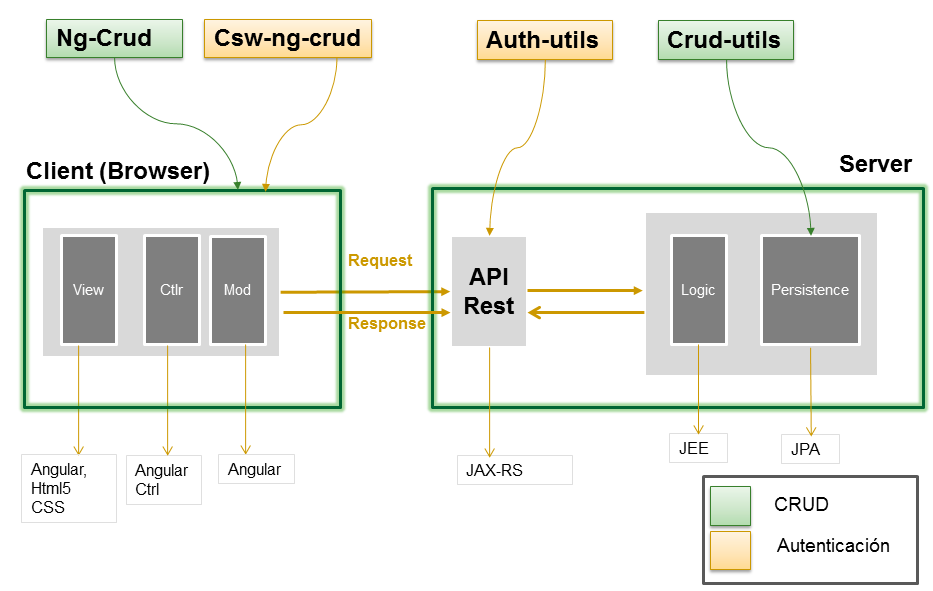 Ng-Crud
Csw-ng-crud
Auth-utils
Crud-utils
Client (Browser)
Server
View
Ctlr
Mod
Request
Response
API
Rest
Logic
Persistence
Angular,
Html5
CSS
Angular
Ctrl
Angular
JAX-RS
JEE
JPA
CRUD
Autenticación